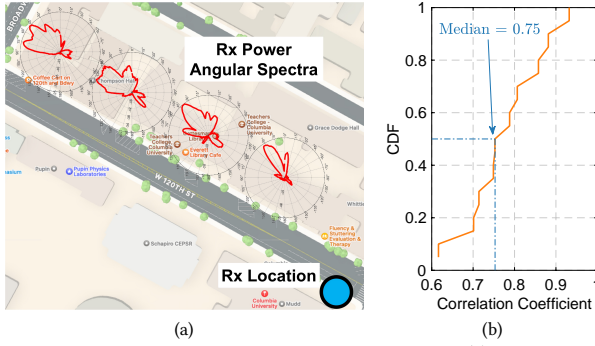 BROADW
Rx Power
Angular Spectra
Coffee Cart on
120th and Bdwy
Thompson Hall
Teachers
College
Columbia
University
Everett
Library Cafe
Teachers
College Columbia
University
Grace Dodge Hall
Pupin
Pupin Physics
Laboratories
W 120TH ST
Schapiro CEPSR
Whittie
Fluency &
Stuttering
Evaluation &
Therapy
Rx Location
Columbia
University
Mudd
(a)
Median = 0.75
CDF
1
0.8
0.6
0.4
0.2
0
0.6
0.7
0.8
0.9
1
Correlation Coefficient
(b)